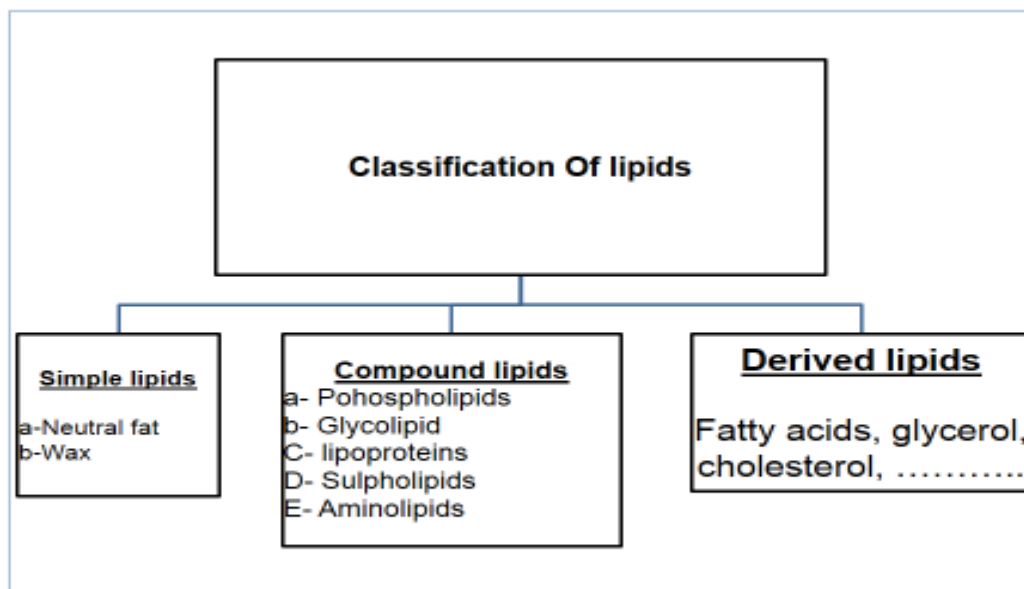 Classification Of lipids
Simple lipids
a-Neutral fat
b-Wax
Compound lipids
a- Pohospholipids
b- Glycolipid
C- lipoproteins
D- Sulpholipids
E- Aminolipids
Derived lipids
Fatty acids, glycerol,
cholesterol, ………...